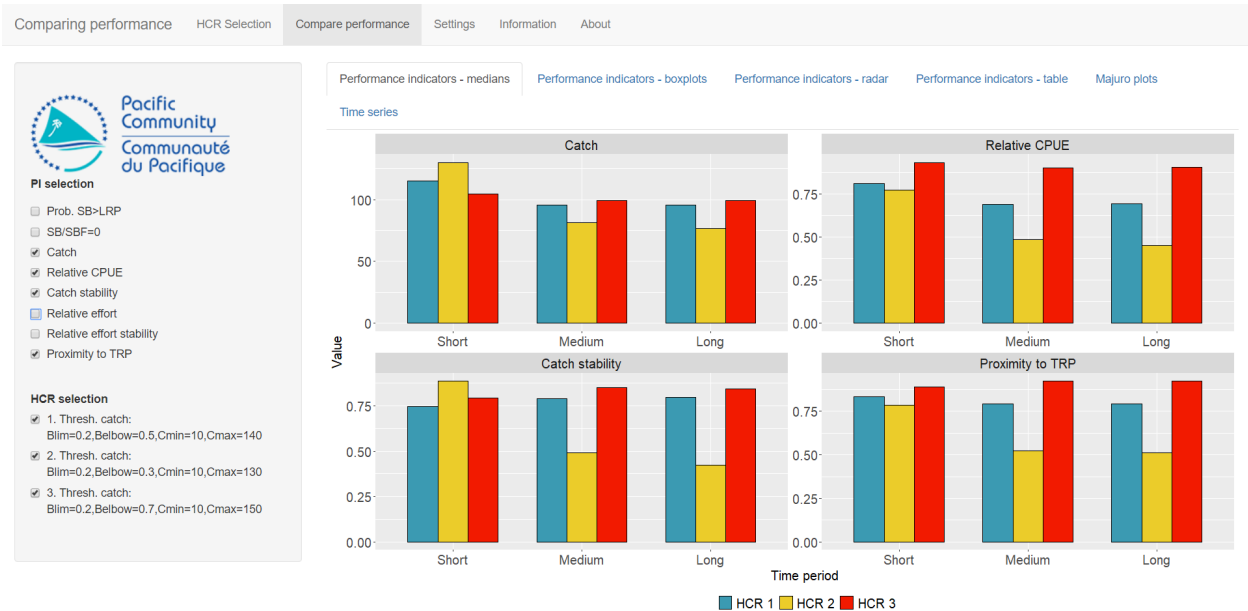 Comparing performance HCR Selection Compare performance Settings Information About
Pacific
Community
Communauté
du Pacifique
PI selection
Prob. SB>LRP
SB/SBF=0
Catch
Relative CPUE
Catch stability
Relative effort
Relative effort stability
Proximity to TRP
HCR selection
1. Thresh. catch:
Blim=0.2,Belbow=0.5,Cmin=10,Cmax=140
2. Thresh. catch:
Blim=0.2,Belbow=0.3,Cmin=10,Cmax=130
3. Thresh. catch:
Blim=0.2,Belbow=0.7,Cmin=10,Cmax=150
Performance indicators - medians Performance indicators - boxplots Performance indicators - radar Performance indicators - table Majuro plots
Time series
Value
Catch
100
50
0
Short Medium Long
Relative CPUE
0.75
0.50
0.25
0.00
Short Medium Long
Catch stability
0.75
0.50
0.25
0.00
Short Medium Long
Proximity to TRP
0.75
0.50
0.25
0.00
Short Medium Long
Time period
HCR 1 HCR 2 HCR 3